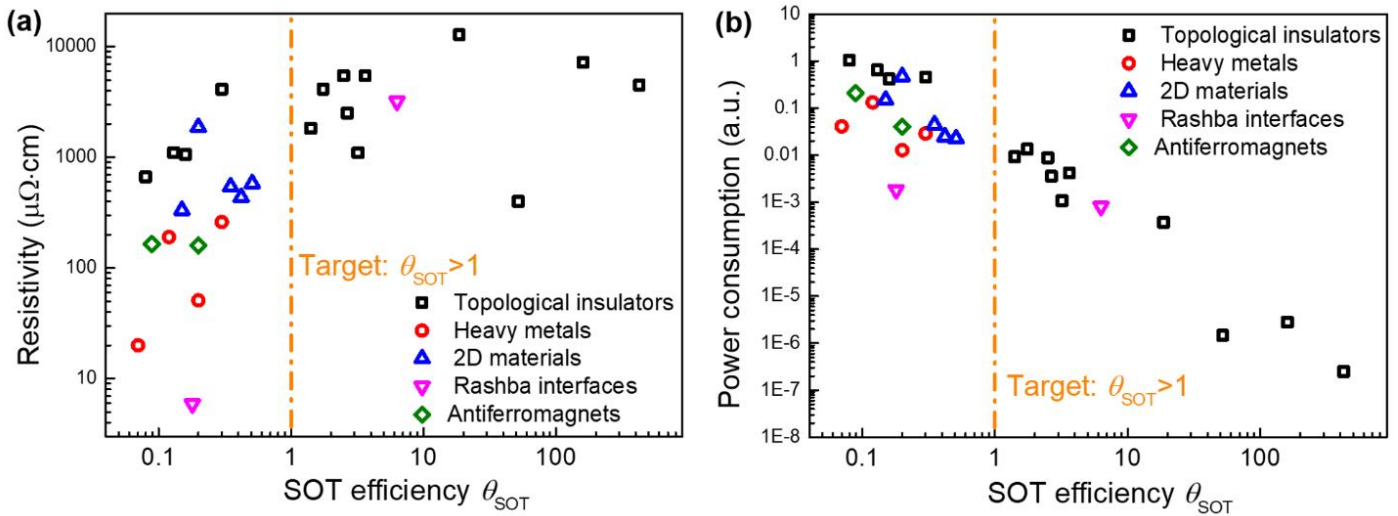 (a)
Resistivity (μΩ·cm)
10000
1000
100
10
0.1 1 10 100
SOT efficiency θSOT
Target: θSOT>1
Topological insulators
Heavy metals
2D materials
Rashba interfaces
Antiferromagnets
(b)
Power consumption (a.u.)
1
0.1
0.01
1E-3
1E-4
1E-5
1E-6
1E-7
1E-8
0.1 1 10 100
SOT efficiency θSOT
Target: θSOT>1
Topological insulators
Heavy metals
2D materials
Rashba interfaces
Antiferromagnets